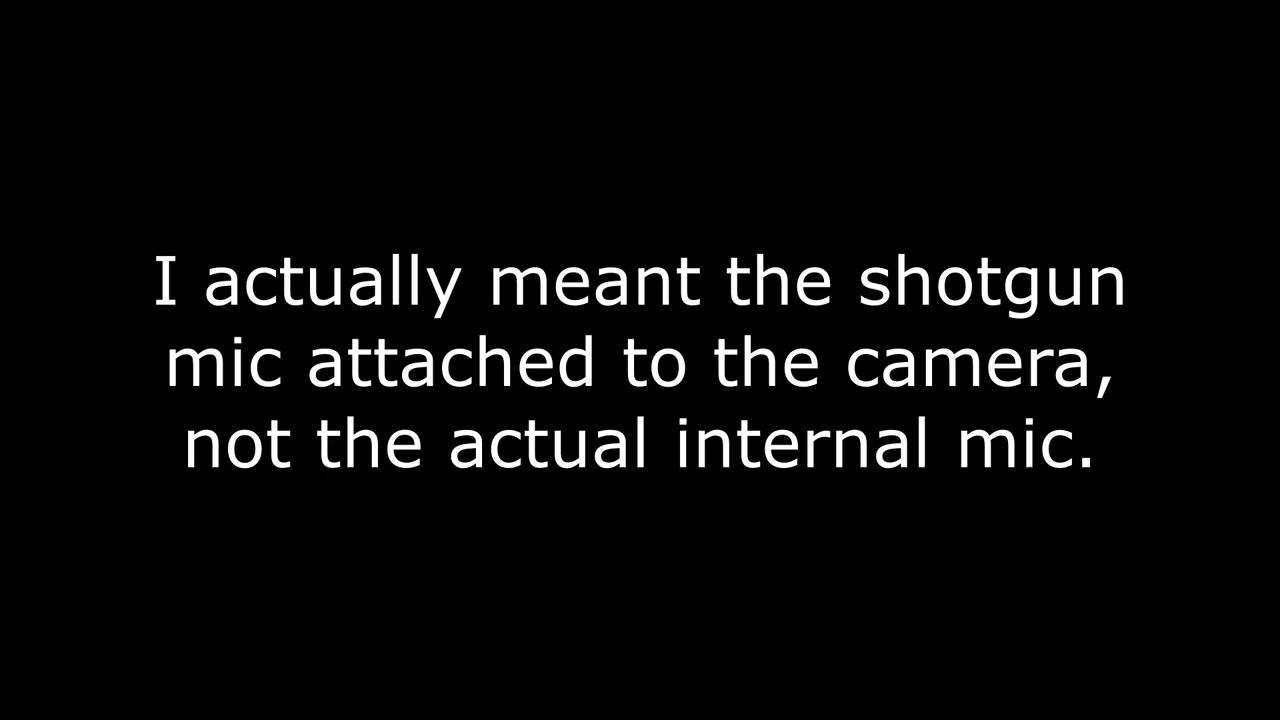 I actually meant the shotgun
mic attached to the camera,
not the actual internal mic.